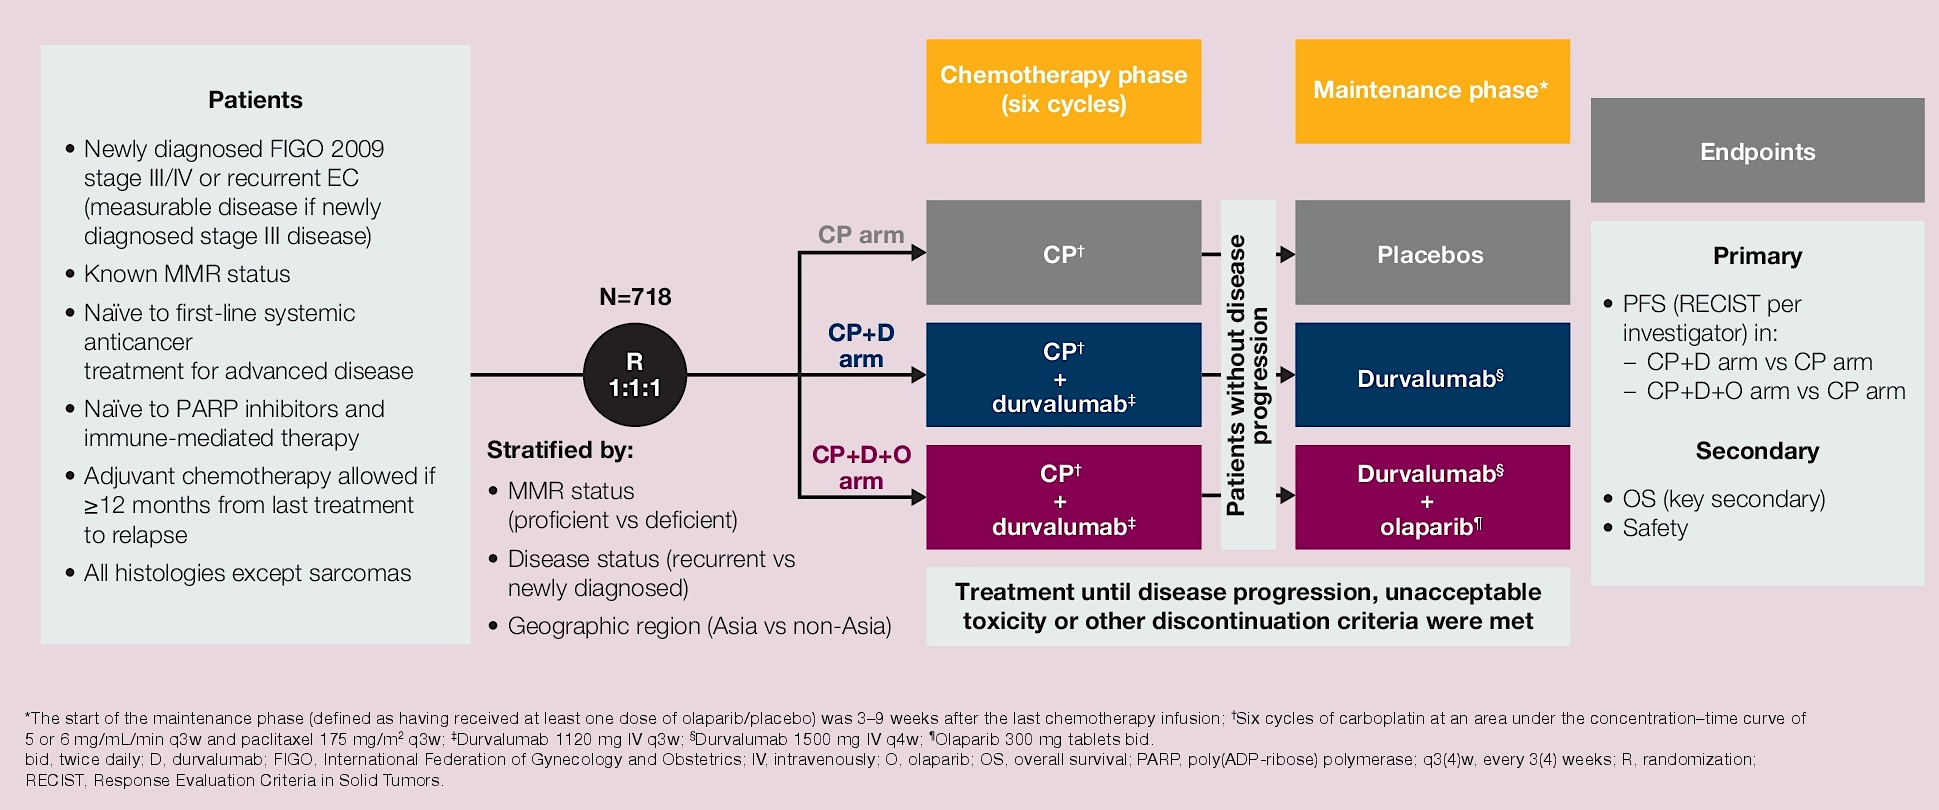 Patients
• Newly diagnosed FIGO 2009
stage III/IV or recurrent EC
(measurable disease if newly
diagnosed stage III disease)
• Known MMR status
• Naïve to first-line systemic
anticancer
treatment for advanced disease
• Naïve to PARP inhibitors and
immune-mediated therapy
• Adjuvant chemotherapy allowed if
≥12 months from last treatment
to relapse
• All histologies except sarcomas
N=718
R
1:1:1
Stratified by:
• MMR status
(proficient vs deficient)
• Disease status (recurrent vs
newly diagnosed)
• Geographic region (Asia vs non-Asia)
CP arm
CP+D
arm
CP+D+O
arm
Chemotherapy phase
(six cycles)
CP†
CP†
+
durvalumab‡
CP†
+
durvalumab‡
Patients without disease
progression
Maintenance phase*
Placebos
Durvalumab§
Durvalumab§
+
olaparib¶
Treatment until disease progression, unacceptable
toxicity or other discontinuation criteria were met
Endpoints
Primary
• PFS (RECIST per
investigator) in:
– CP+D arm vs CP arm
– CP+D+O arm vs CP arm
Secondary
• OS (key secondary)
• Safety
*The start of the maintenance phase (defined as having received at least one dose of olaparib/placebo) was 3–9 weeks after the last chemotherapy infusion; †Six cycles of carboplatin at an area under the concentration–time curve of
5 or 6 mg/mL/min q3w and paclitaxel 175 mg/m² q3w; ‡Durvalumab 1120 mg IV q3w; §Durvalumab 1500 mg IV q4w; ¶Olaparib 300 mg tablets bid.
bid, twice daily; D, durvalumab; FIGO, International Federation of Gynecology and Obstetrics; IV, intravenously; O, olaparib; OS, overall survival; PARP, poly(ADP-ribose) polymerase; q3(4)w, every 3(4) weeks; R, randomization;
RECIST, Response Evaluation Criteria in Solid Tumors.